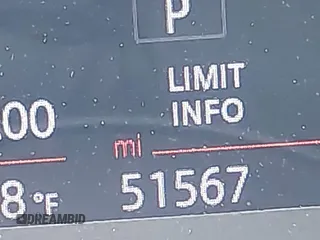 P
LIMIT
INFO
00
mi
8 °F
51567
DREAMBID